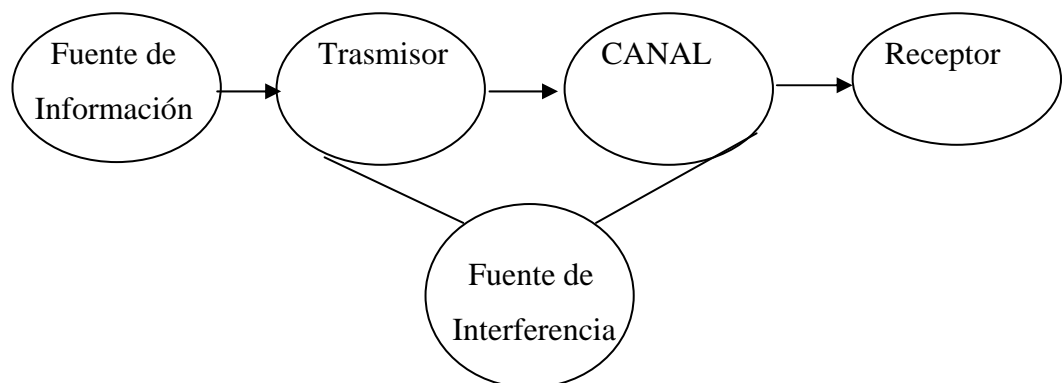 Fuente de
Información
Trasmisor
CANAL
Receptor
Fuente de
Interferencia